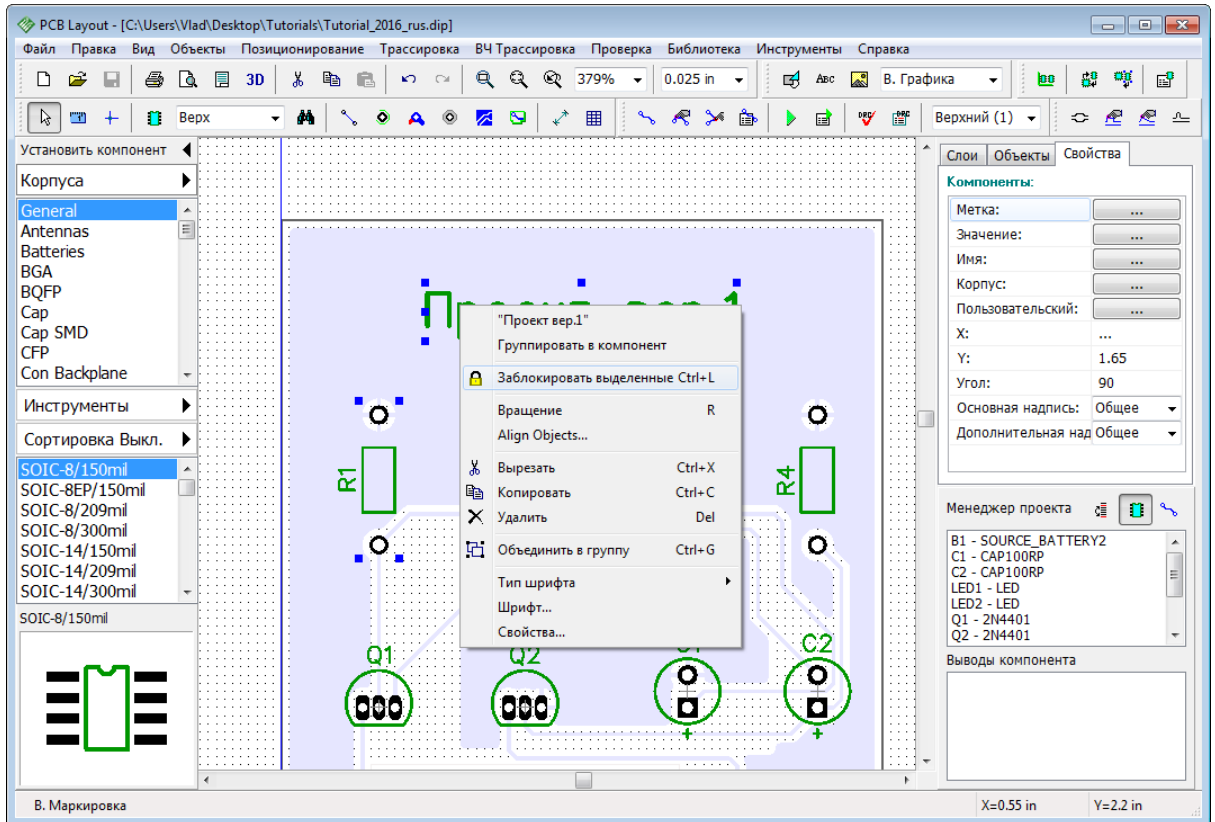 PCB Layout - [C:\Users\Vlad\Desktop\Tutorials\Tutorial_2016_rus.dip]
Файл Правка Вид Объекты Позиционирование Трассировка ВЧ Трассировка Проверка Библиотека Инструменты Справка
3D 379% 0.025 in ABC В. Графика
Верх DRC DRC Верхний (1)
Установить компонент
Корпуса
General
Antennas
Batteries
BGA
BQFP
Cap
Cap SMD
CFP
Con Backplane
Инструменты
Сортировка Выкл.
SOIC-8/150mil
SOIC-8EP/150mil
SOIC-8/209mil
SOIC-8/300mil
SOIC-14/150mil
SOIC-14/209mil
SOIC-14/300mil
SOIC-8/150mil
"Проект вер.1"
Группировать в компонент
Заблокировать выделенные Ctrl+L
Вращение R
Align Objects...
Вырезать Ctrl+X
Копировать Ctrl+C
Удалить Del
Объединить в группу Ctrl+G
Тип шрифта
Шрифт...
Свойства...
R1
R4
Q1
Q2
C2
+
+
Слои Объекты Свойства
Компоненты:
Метка: ...
Значение: ...
Имя: ...
Корпус: ...
Пользовательский: ...
X: ...
Y: 1.65
Угол: 90
Основная надпись: Общее
Дополнительная над Общее
Менеджер проекта
B1 - SOURCE_BATTERY2
C1 - CAP100RP
C2 - CAP100RP
LED1 - LED
LED2 - LED
Q1 - 2N4401
Q2 - 2N4401
Выводы компонента
В. Маркировка X=0.55 in Y=2.2 in